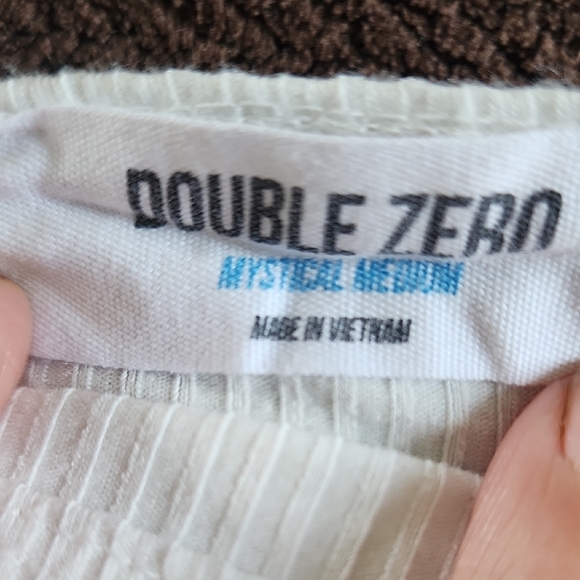 DOUBLE ZERO
MYSTICAL MEDIUM
MADE IN VIETNAM